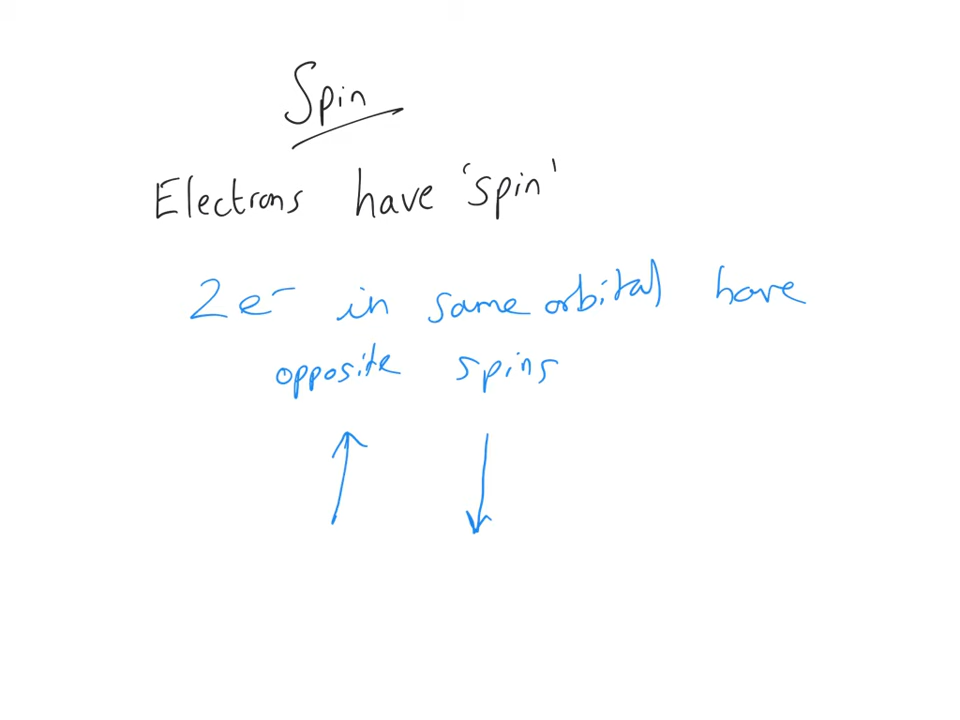 Spin
Electrons have 'spin'
2e⁻ in same orbital have
opposite spins